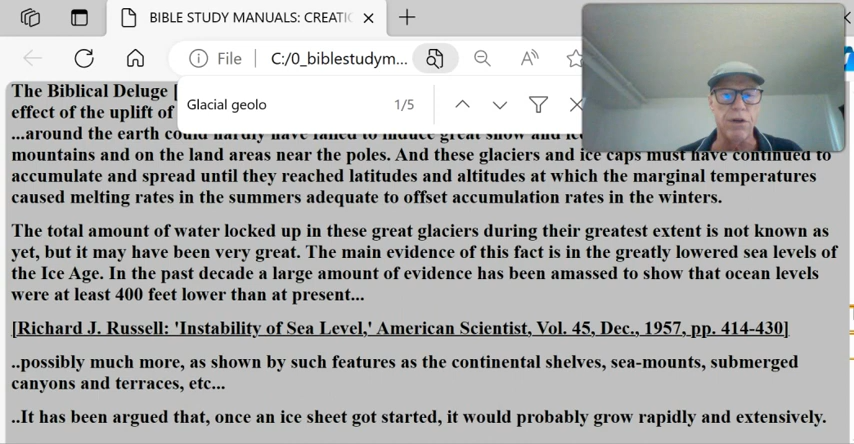 BIBLE STUDY MANUALS: CREATIC
File C:/0_biblestudym...
Glacial geolo 1/5
The Biblical Deluge [
effect of the uplift of
...around the earth could hardly have failed to induce great snow and ice
mountains and on the land areas near the poles. And these glaciers and ice caps must have continued to
accumulate and spread until they reached latitudes and altitudes at which the marginal temperatures
caused melting rates in the summers adequate to offset accumulation rates in the winters.
The total amount of water locked up in these great glaciers during their greatest extent is not known as
yet, but it may have been very great. The main evidence of this fact is in the greatly lowered sea levels of
the Ice Age. In the past decade a large amount of evidence has been amassed to show that ocean levels
were at least 400 feet lower than at present...
[Richard J. Russell: 'Instability of Sea Level,' American Scientist, Vol. 45, Dec., 1957, pp. 414-430]
..possibly much more, as shown by such features as the continental shelves, sea-mounts, submerged
canyons and terraces, etc...
..It has been argued that, once an ice sheet got started, it would probably grow rapidly and extensively.